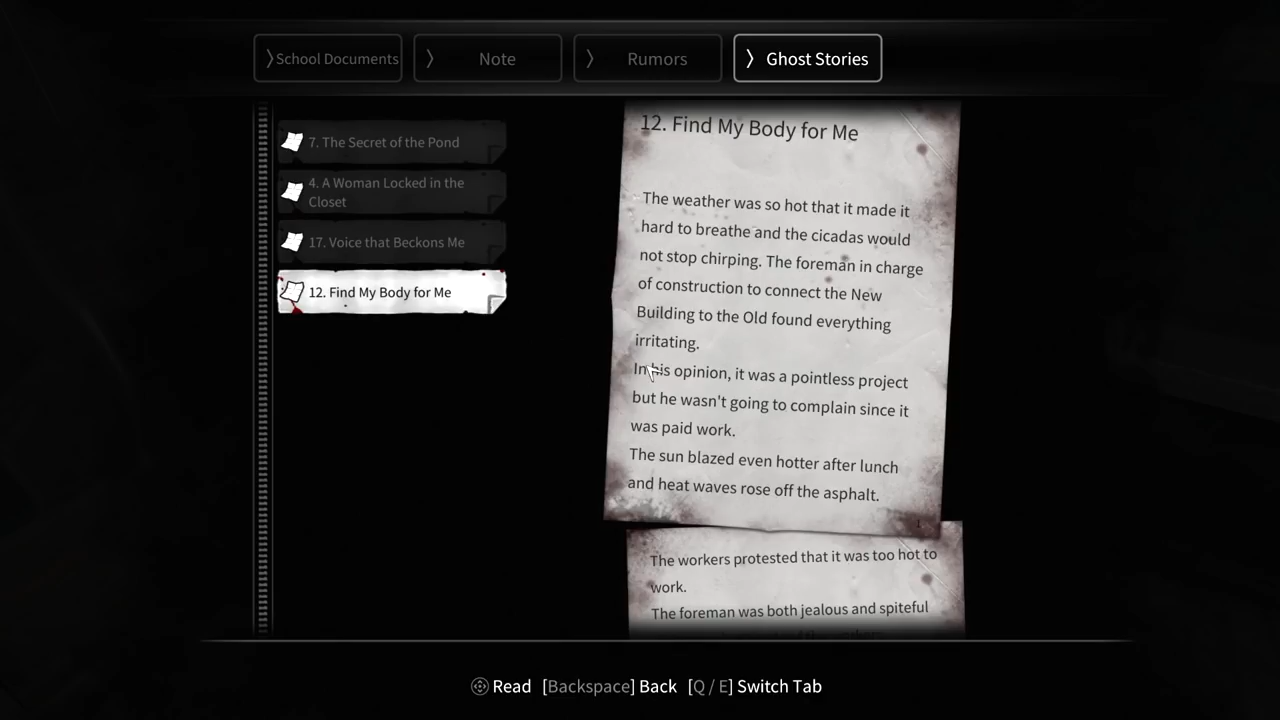 School Documents
Note
Rumors
Ghost Stories
7. The Secret of the Pond
4. A Woman Locked in the
Closet
17. Voice that Beckons Me
12. Find My Body for Me
12. Find My Body for Me
The weather was so hot that it made it
hard to breathe and the cicadas would
not stop chirping. The foreman in charge
of construction to connect the New
Building to the Old found everything
irritating.
In his opinion, it was a pointless project
but he wasn't going to complain since it
was paid work.
The sun blazed even hotter after lunch
and heat waves rose off the asphalt.
1
The workers protested that it was too hot to
work.
The foreman was both jealous and spiteful
Read [Backspace] Back [Q / E] Switch Tab